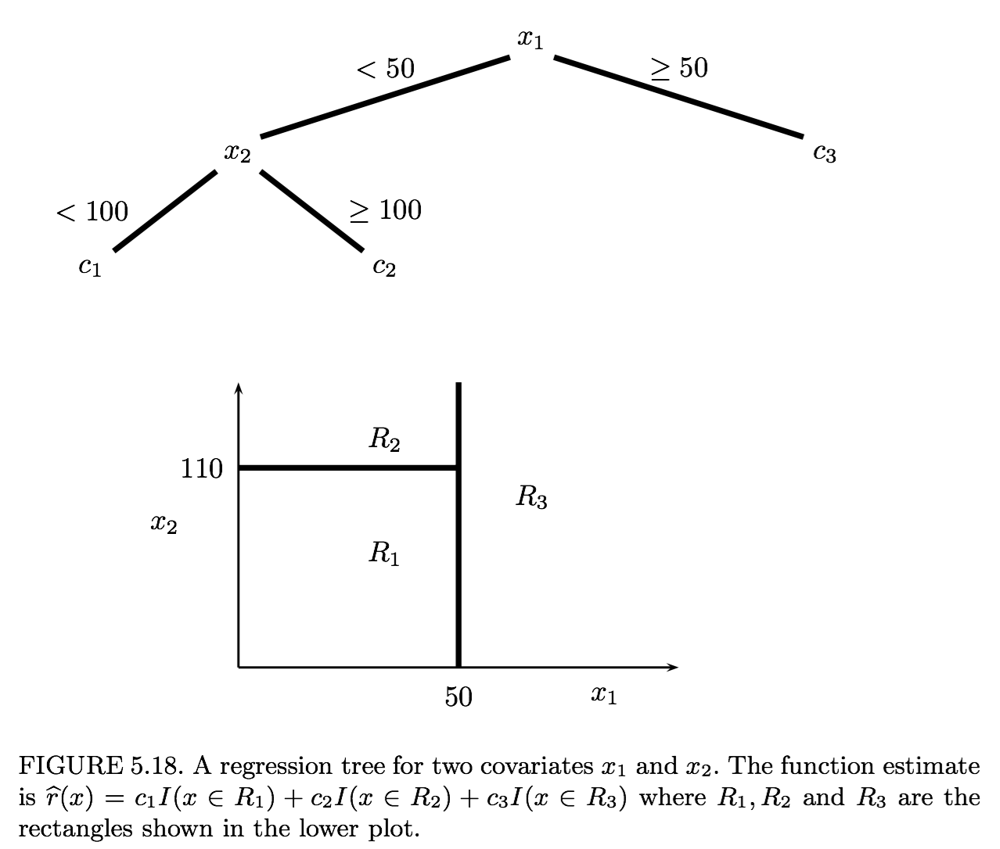 x₁
< 50
≥ 50
x₂
c₃
< 100
≥ 100
c₁
c₂
R₂
110
R₃
x₂
R₁
50
x₁
FIGURE 5.18. A regression tree for two covariates x₁ and x₂. The function estimate
is r̂(x) = c₁I(x ∈ R₁) + c₂I(x ∈ R₂) + c₃I(x ∈ R₃) where R₁, R₂ and R₃ are the
rectangles shown in the lower plot.